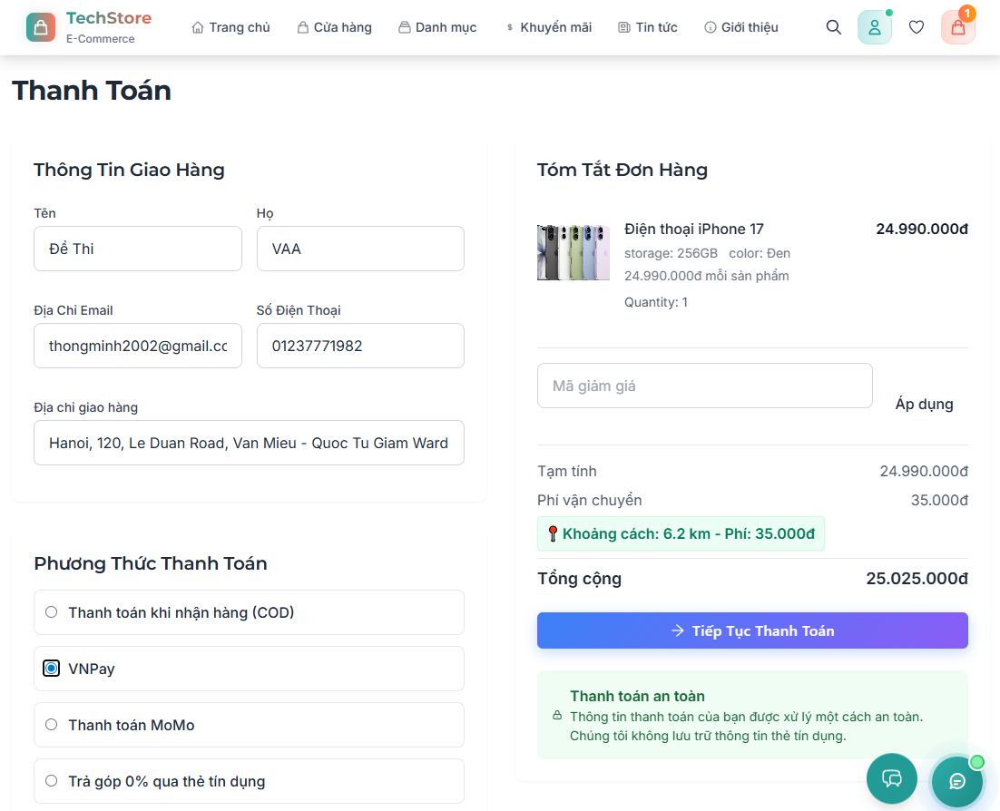 TechStore
E-Commerce
Trang chủ
Cửa hàng
Danh mục
$ Khuyến mãi
Tin tức
Giới thiệu
1
Thanh Toán
Thông Tin Giao Hàng
Tên
Họ
Đề Thi
VAA
Địa Chỉ Email
Số Điện Thoại
thongminh2002@gmail.cc
01237771982
Địa chỉ giao hàng
Hanoi, 120, Le Duan Road, Van Mieu - Quoc Tu Giam Ward
Phương Thức Thanh Toán
Thanh toán khi nhận hàng (COD)
VNPay
Thanh toán MoMo
Trả góp 0% qua thẻ tín dụng
Tóm Tắt Đơn Hàng
Điện thoại iPhone 17
24.990.000đ
storage: 256GB color: Đen
24.990.000đ mỗi sản phẩm
Quantity: 1
Mã giảm giá
Áp dụng
Tạm tính
24.990.000đ
Phí vận chuyển
35.000đ
Khoảng cách: 6.2 km - Phí: 35.000đ
Tổng cộng
25.025.000đ
Tiếp Tục Thanh Toán
Thanh toán an toàn
Thông tin thanh toán của bạn được xử lý một cách an toàn.
Chúng tôi không lưu trữ thông tin thẻ tín dụng.